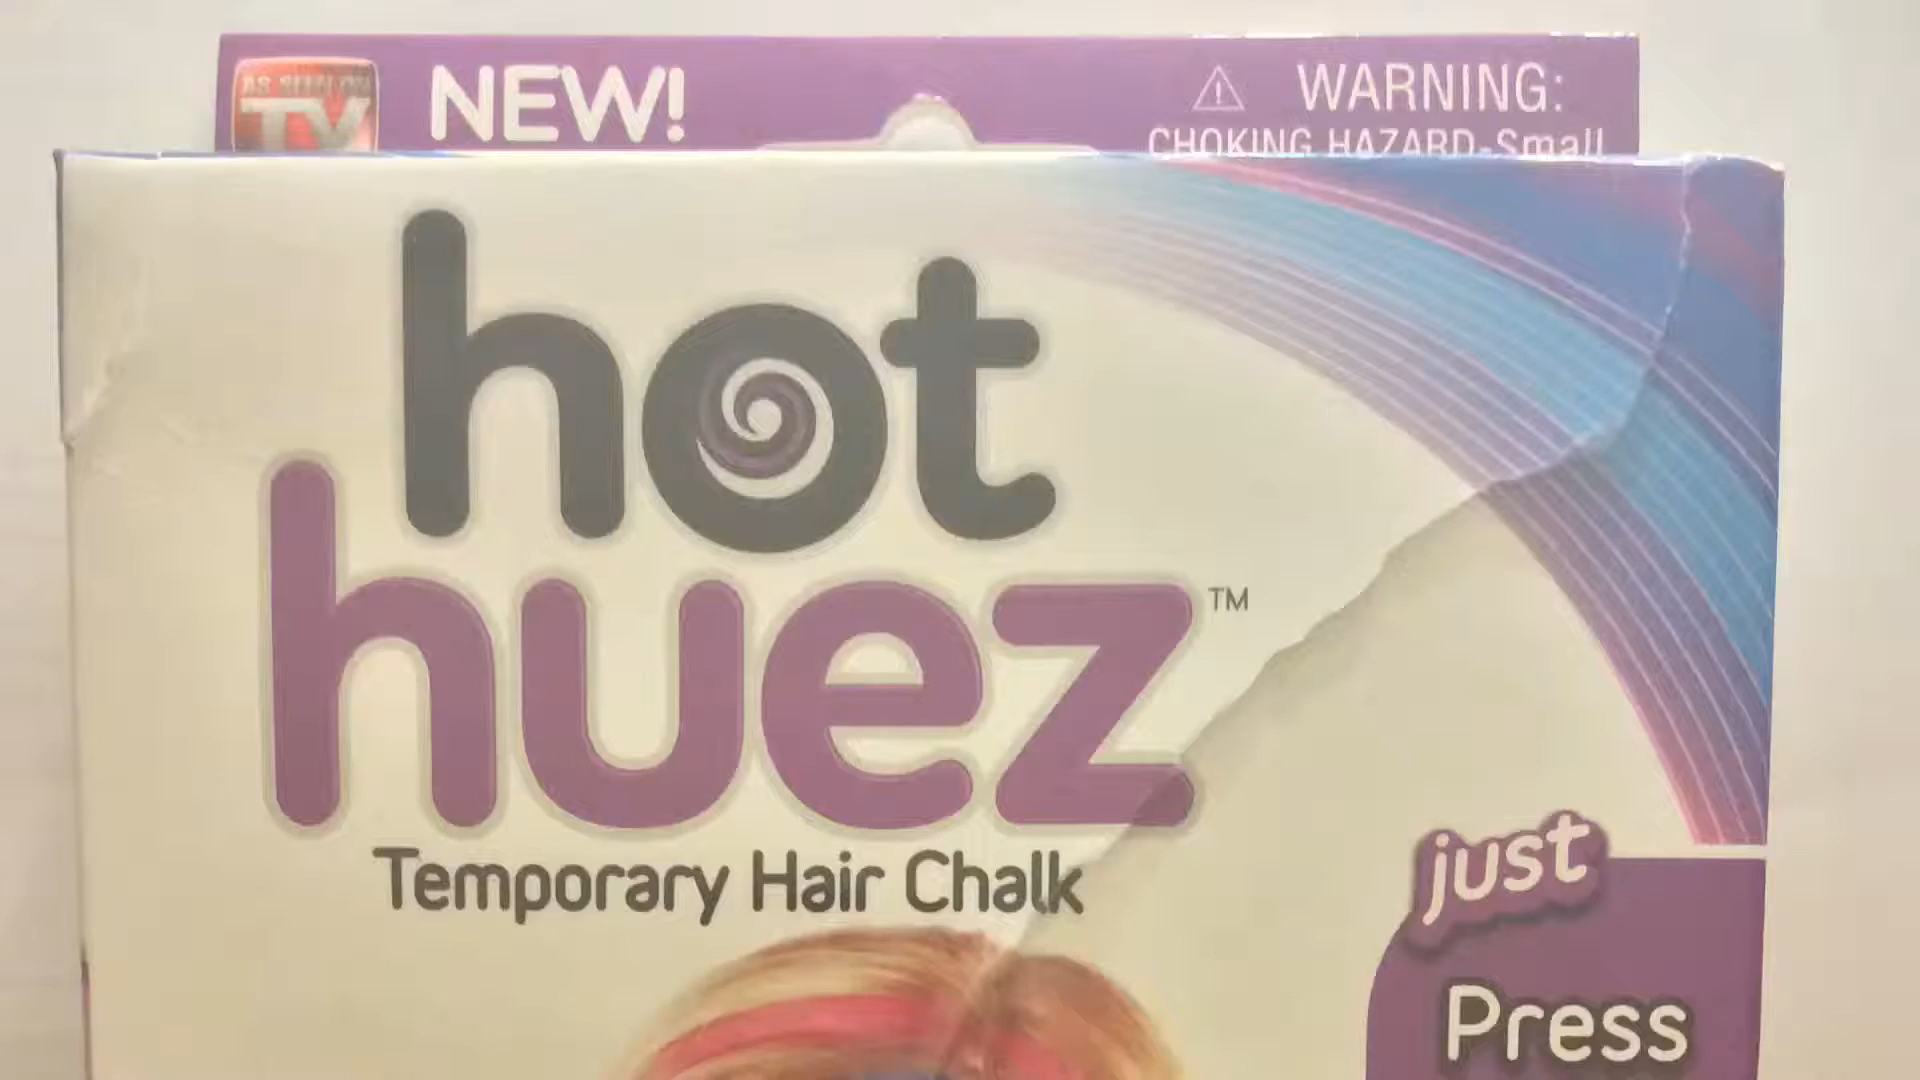 AS SEEN ON
TV
NEW!
WARNING:
CHOKING HAZARD-Small
hot
huez™
Temporary Hair Chalk
just
Press